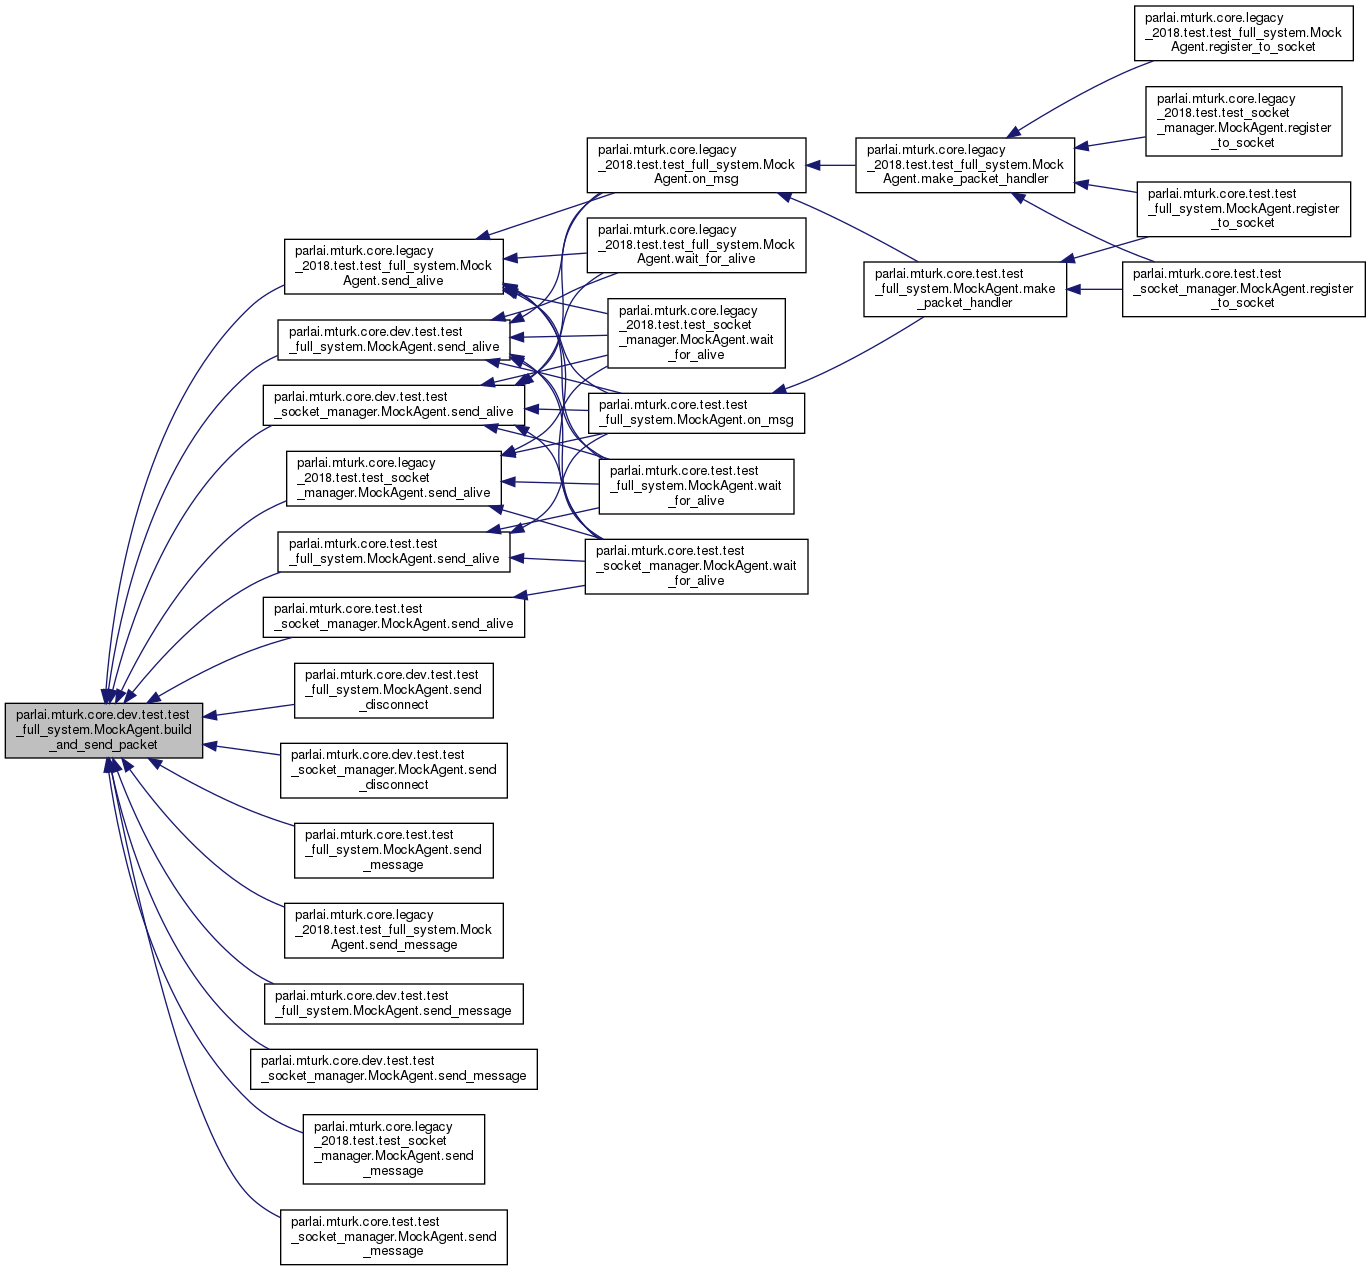 parlai.mturk.core.legacy
_2018.test.test_full_system.Mock
Agent.register_to_socket
parlai.mturk.core.legacy
_2018.test.test_socket
_manager.MockAgent.register
_to_socket
parlai.mturk.core.legacy
_2018.test.test_full_system.Mock
Agent.on_msg
parlai.mturk.core.legacy
_2018.test.test_full_system.Mock
Agent.make_packet_handler
parlai.mturk.core.test.test
_full_system.MockAgent.register
_to_socket
parlai.mturk.core.legacy
_2018.test.test_full_system.Mock
Agent.wait_for_alive
parlai.mturk.core.legacy
_2018.test.test_full_system.Mock
Agent.send_alive
parlai.mturk.core.test.test
_full_system.MockAgent.make
_packet_handler
parlai.mturk.core.test.test
_socket_manager.MockAgent.register
_to_socket
parlai.mturk.core.legacy
_2018.test.test_socket
_manager.MockAgent.wait
_for_alive
parlai.mturk.core.dev.test.test
_full_system.MockAgent.send_alive
parlai.mturk.core.dev.test.test
_socket_manager.MockAgent.send_alive
parlai.mturk.core.test.test
_full_system.MockAgent.on_msg
parlai.mturk.core.legacy
_2018.test.test_socket
_manager.MockAgent.send_alive
parlai.mturk.core.test.test
_full_system.MockAgent.wait
_for_alive
parlai.mturk.core.test.test
_full_system.MockAgent.send_alive
parlai.mturk.core.test.test
_socket_manager.MockAgent.wait
_for_alive
parlai.mturk.core.test.test
_socket_manager.MockAgent.send_alive
parlai.mturk.core.dev.test.test
_full_system.MockAgent.send
_disconnect
parlai.mturk.core.dev.test.test
_full_system.MockAgent.build
_and_send_packet
parlai.mturk.core.dev.test.test
_socket_manager.MockAgent.send
_disconnect
parlai.mturk.core.test.test
_full_system.MockAgent.send
_message
parlai.mturk.core.legacy
_2018.test.test_full_system.Mock
Agent.send_message
parlai.mturk.core.dev.test.test
_full_system.MockAgent.send_message
parlai.mturk.core.dev.test.test
_socket_manager.MockAgent.send_message
parlai.mturk.core.legacy
_2018.test.test_socket
_manager.MockAgent.send
_message
parlai.mturk.core.test.test
_socket_manager.MockAgent.send
_message